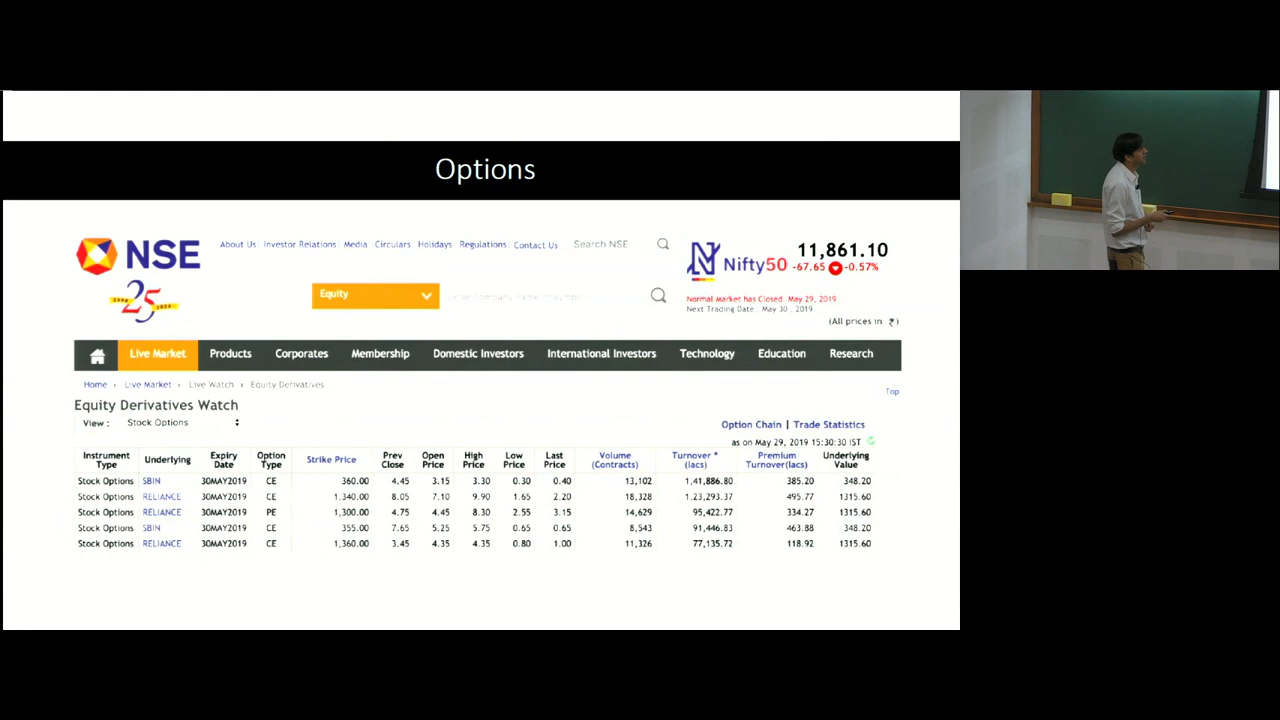 Options
NSE
About Us Investor Relations Media Circulars Holidays Regulations Contact Us Search NSE
25
Nifty50
11,861.10
-67.65 -0.57%
Equity
Normal Market has Closed. May 29, 2019
Next Trading Date : May 30 , 2019
(All prices in ₹)
Live Market Products Corporates Membership Domestic Investors International Investors Technology Education Research
Home › Live Market › Live Watch › Equity Derivatives
Top
Equity Derivatives Watch
View : Stock Options
Option Chain | Trade Statistics
as on May 29, 2019 15:30:30 IST
Instrument Type Underlying Expiry Date Option Type Strike Price Prev Close Open Price High Price Low Price Last Price Volume (Contracts) Turnover * (lacs) Premium Turnover(lacs) Underlying Value
Stock Options SBIN 30MAY2019 CE 360.00 4.45 3.15 3.30 0.30 0.40 13,102 1,41,886.80 385.20 348.20
Stock Options RELIANCE 30MAY2019 CE 1,340.00 8.05 7.10 9.90 1.65 2.20 18,328 1,23,293.37 495.77 1315.60
Stock Options RELIANCE 30MAY2019 PE 1,300.00 4.75 4.45 8.30 2.55 3.15 14,629 95,422.77 334.27 1315.60
Stock Options SBIN 30MAY2019 CE 355.00 7.65 5.25 5.75 0.65 0.65 8,543 91,446.83 463.88 348.20
Stock Options RELIANCE 30MAY2019 CE 1,360.00 3.45 4.35 4.35 0.80 1.00 11,326 77,135.72 118.92 1315.60